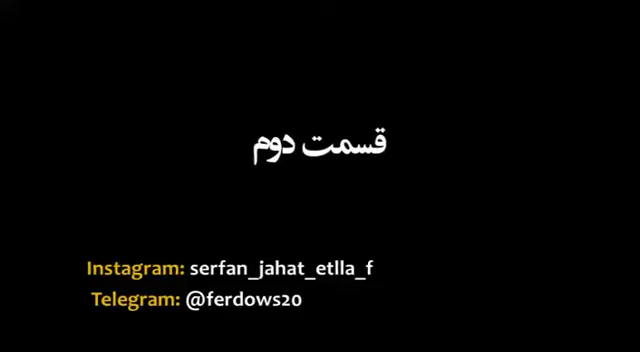 قسمت دوم
Instagram: serfan_jahat_etlla_f
Telegram: @ferdows20